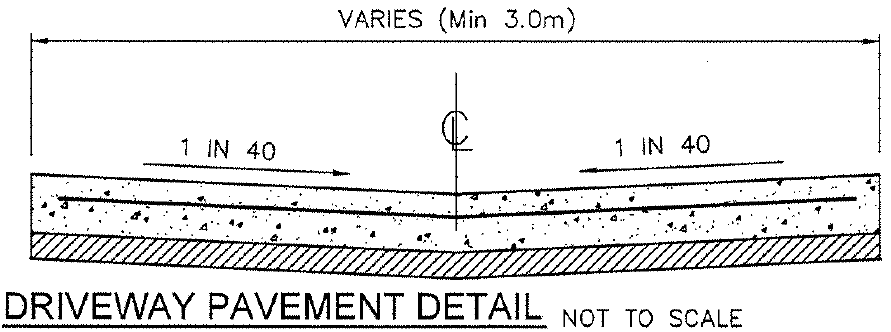 VARIES (Min 3.0m)
℄
1 IN 40
1 IN 40
DRIVEWAY PAVEMENT DETAIL NOT TO SCALE